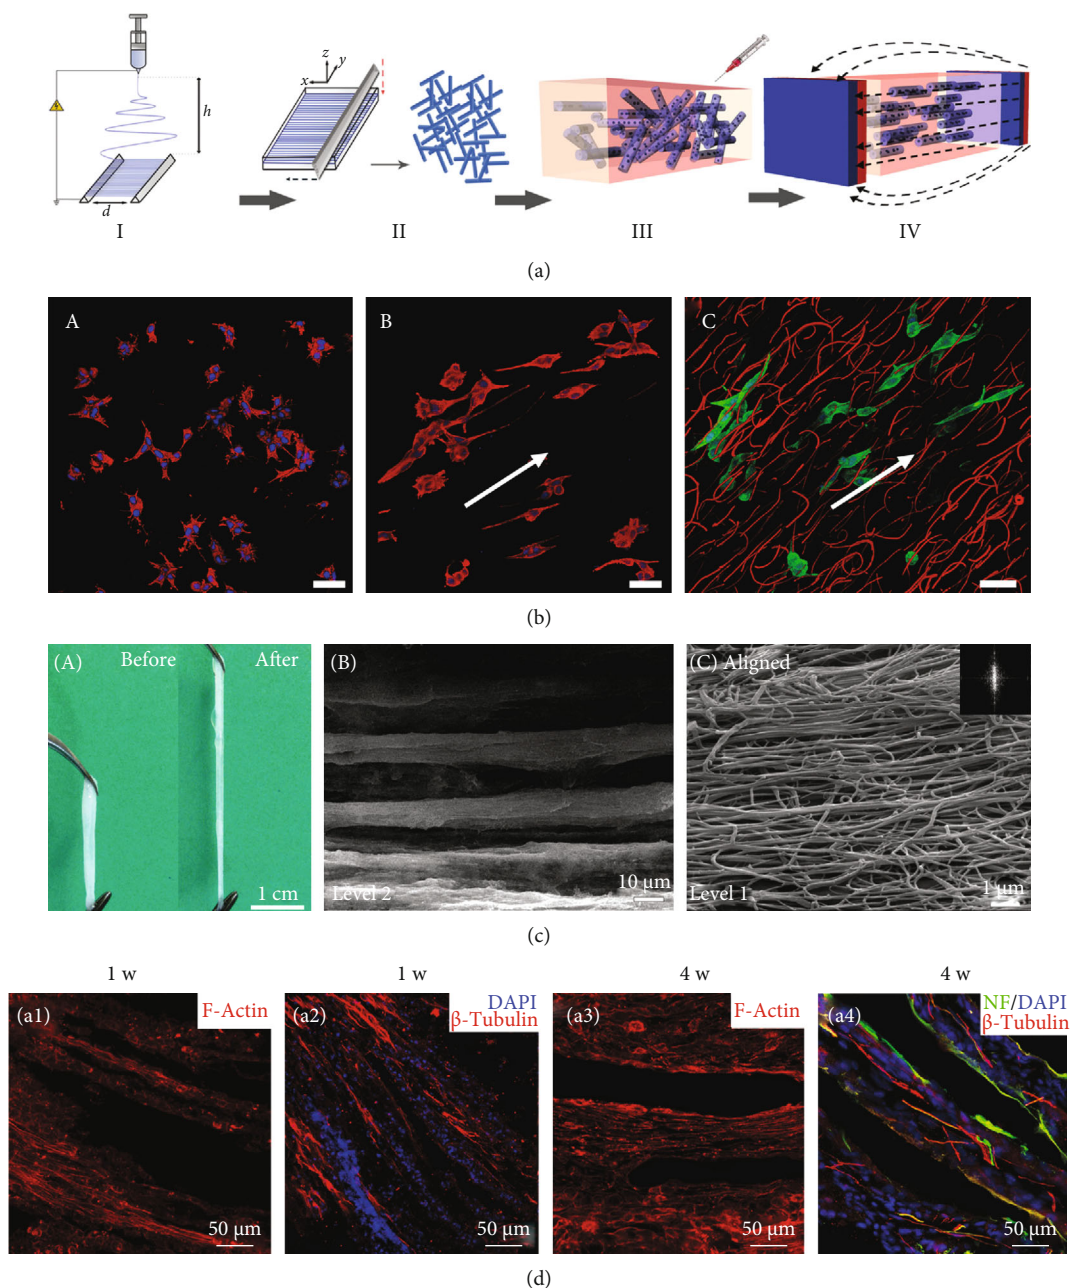 z
y
x
h
d
I
II
III
IV
(a)
A
B
C
(b)
(A) Before After
(B)
(C) Aligned
1 cm
Level 2
10 μm
Level 1
1 μm
(c)
1 w
1 w
4 w
4 w
(a1)
F-Actin
(a2)
DAPI
β-Tubulin
(a3)
F-Actin
(a4)
NF/DAPI
β-Tubulin
50 μm
50 μm
50 μm
50 μm
(d)